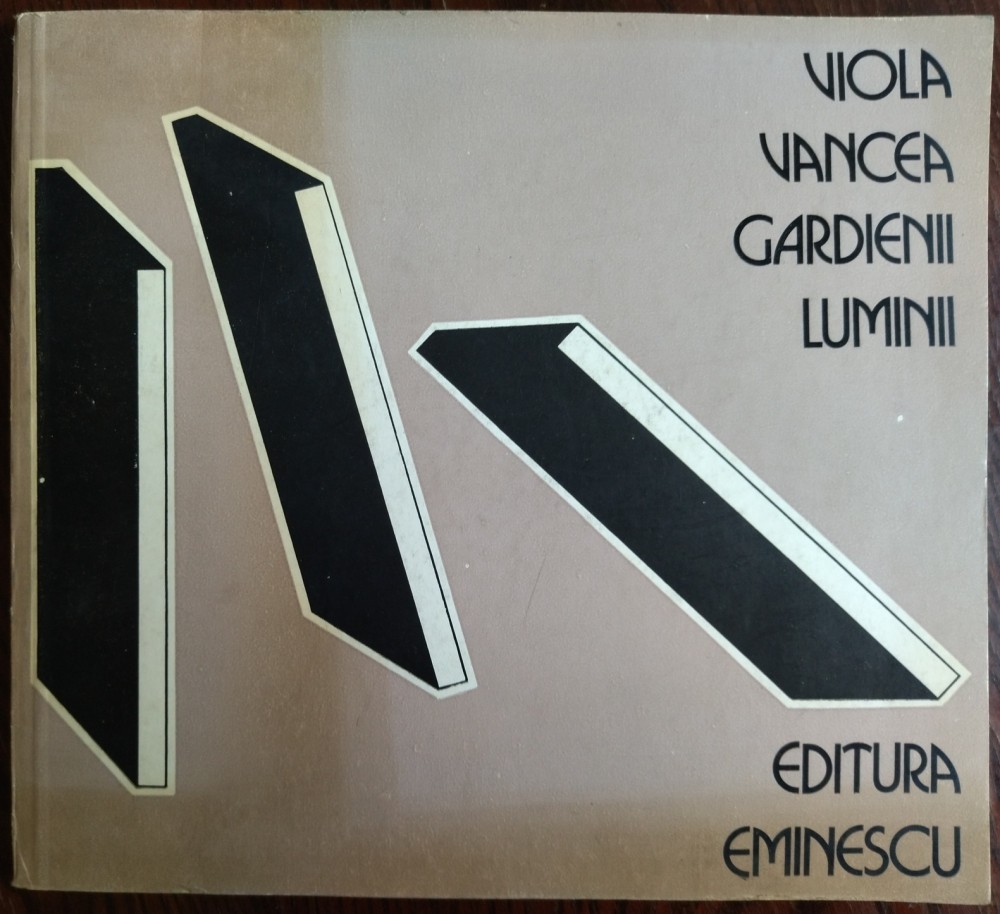 VIOLA
VANCEA
GARDIENII
LUMINII
EDITURA
EMINESCU